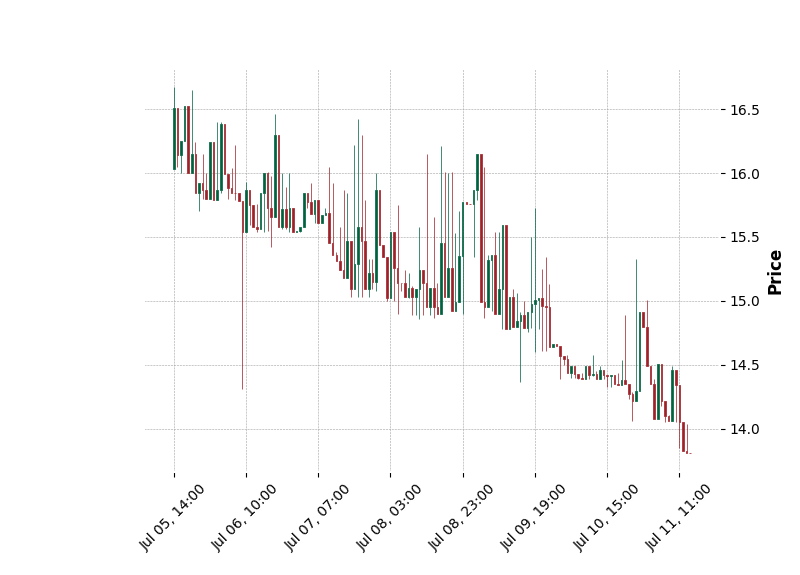 16.5
16.0
15.5
15.0
14.5
14.0
Price
Jul 05, 14:00
Jul 06, 10:00
Jul 07, 07:00
Jul 08, 03:00
Jul 08, 23:00
Jul 09, 19:00
Jul 10, 15:00
Jul 11, 11:00